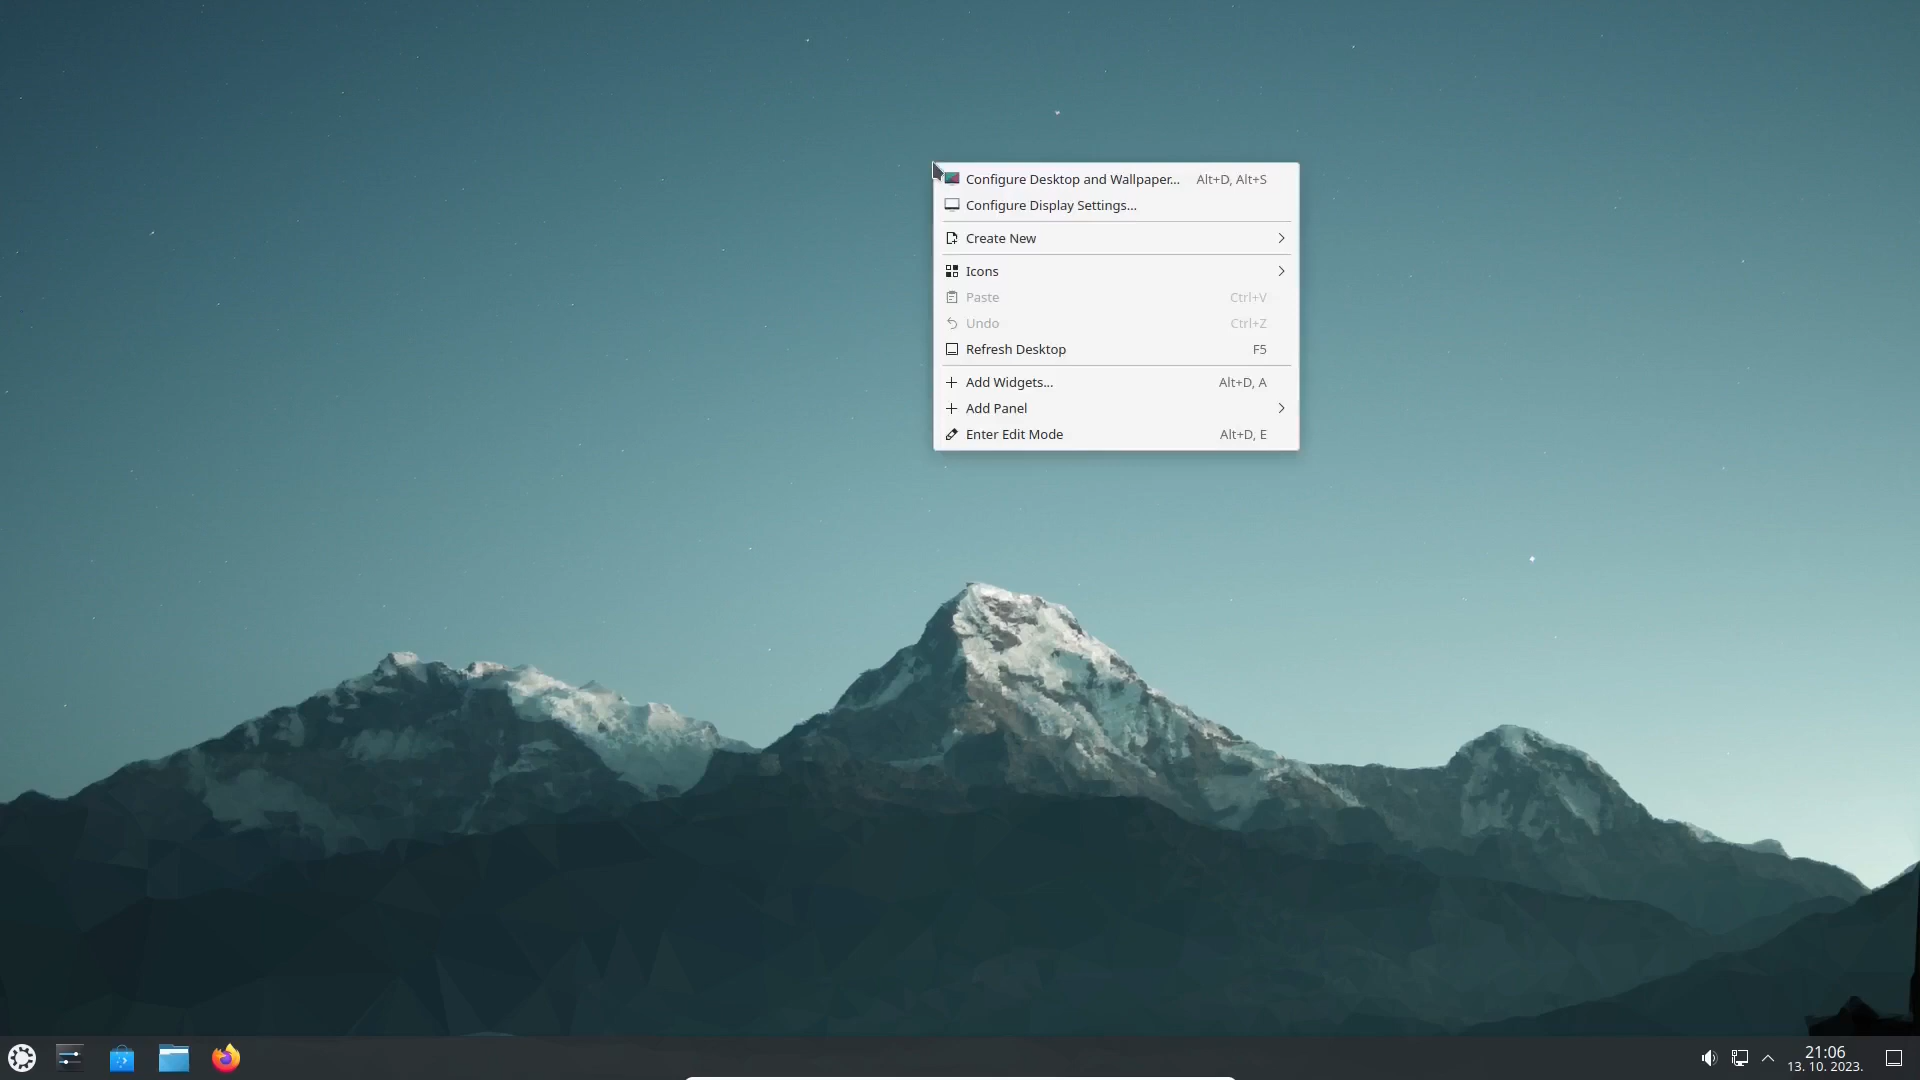 Configure Desktop and Wallpaper... Alt+D, Alt+S
Configure Display Settings...
Create New
Icons
Paste Ctrl+V
Undo Ctrl+Z
Refresh Desktop F5
Add Widgets... Alt+D, A
Add Panel
Enter Edit Mode Alt+D, E
21:06
13. 10. 2023.